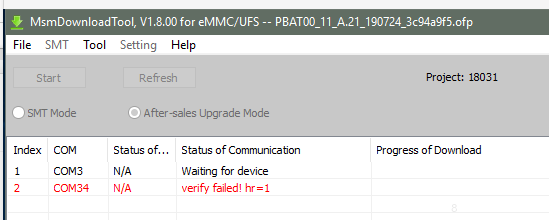 MsmDownloadTool, V1.8.00 for eMMC/UFS -- PBAT00_11_A.21_190724_3c94a9f5.ofp
File SMT Tool Setting Help
Start Refresh Project: 18031
SMT Mode After-sales Upgrade Mode
Index COM Status of... Status of Communication Progress of Download
1 COM3 N/A Waiting for device
2 COM34 N/A verify failed! hr=1